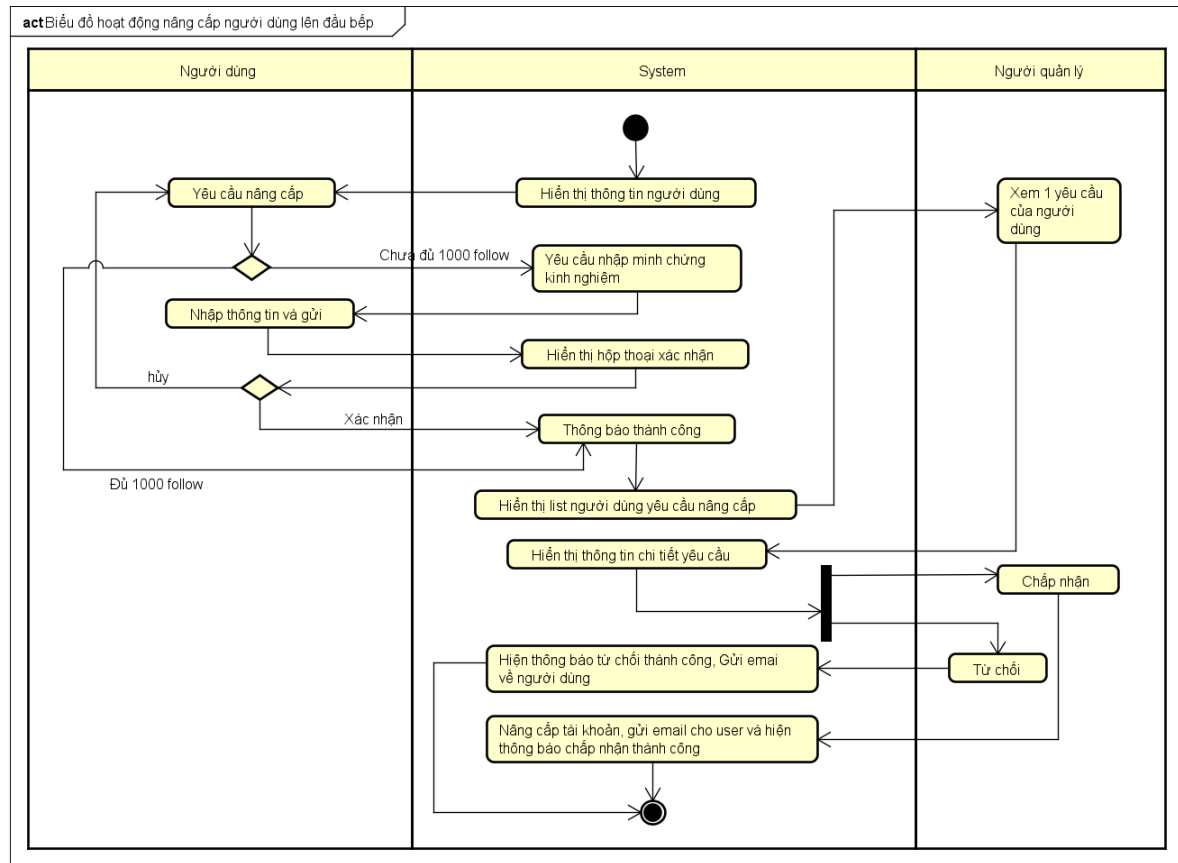 act Biểu đồ hoạt động nâng cấp người dùng lên đầu bếp
Người dùng
System
Người quản lý
Yêu cầu nâng cấp
Hiển thị thông tin người dùng
Xem 1 yêu cầu
của người
dùng
Chưa đủ 1000 follow
Yêu cầu nhập minh chứng
kinh nghiệm
Nhập thông tin và gửi
Hiển thị hộp thoại xác nhận
hủy
Xác nhận
Thông báo thành công
Đủ 1000 follow
Hiển thị list người dùng yêu cầu nâng cấp
Hiển thị thông tin chi tiết yêu cầu
Chấp nhận
Hiện thông báo từ chối thành công, Gửi emai
về người dùng
Từ chối
Nâng cấp tài khoản, gửi email cho user và hiện
thông báo chấp nhận thành công